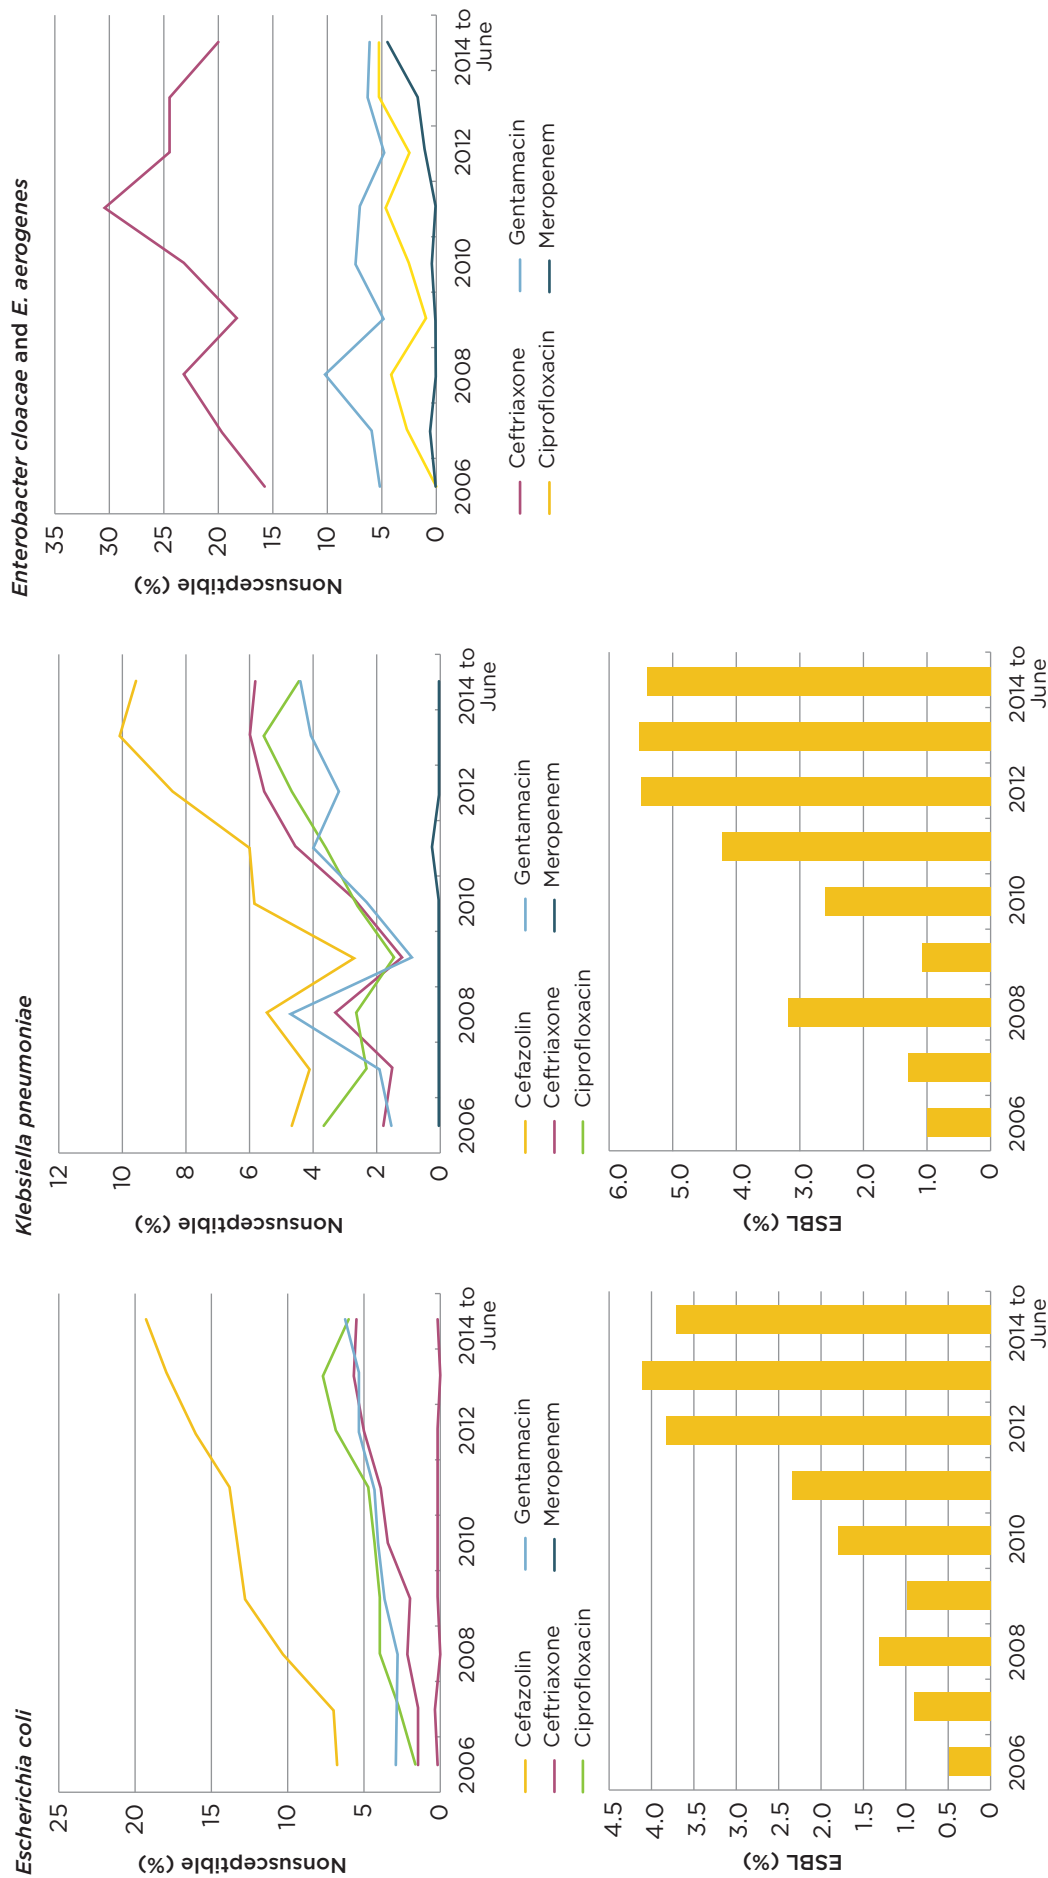 Escherichia coli
Nonsusceptible (%)
25
20
15
10
5
0
2006
2008
2010
2012
2014 to
June
Cefazolin
Gentamacin
Ceftriaxone
Meropenem
Ciprofloxacin
ESBL (%)
4.5
4.0
3.5
3.0
2.5
2.0
1.5
1.0
0.5
0
2006
2008
2010
2012
2014 to
June
Klebsiella pneumoniae
Nonsusceptible (%)
12
10
8
6
4
2
0
2006
2008
2010
2012
2014 to
June
Cefazolin
Gentamacin
Ceftriaxone
Meropenem
Ciprofloxacin
ESBL (%)
6.0
5.0
4.0
3.0
2.0
1.0
0
2006
2008
2010
2012
2014 to
June
Enterobacter cloacae and E. aerogenes
Nonsusceptible (%)
35
30
25
20
15
10
5
0
2006
2008
2010
2012
2014 to
June
Ceftriaxone
Gentamacin
Ciprofloxacin
Meropenem